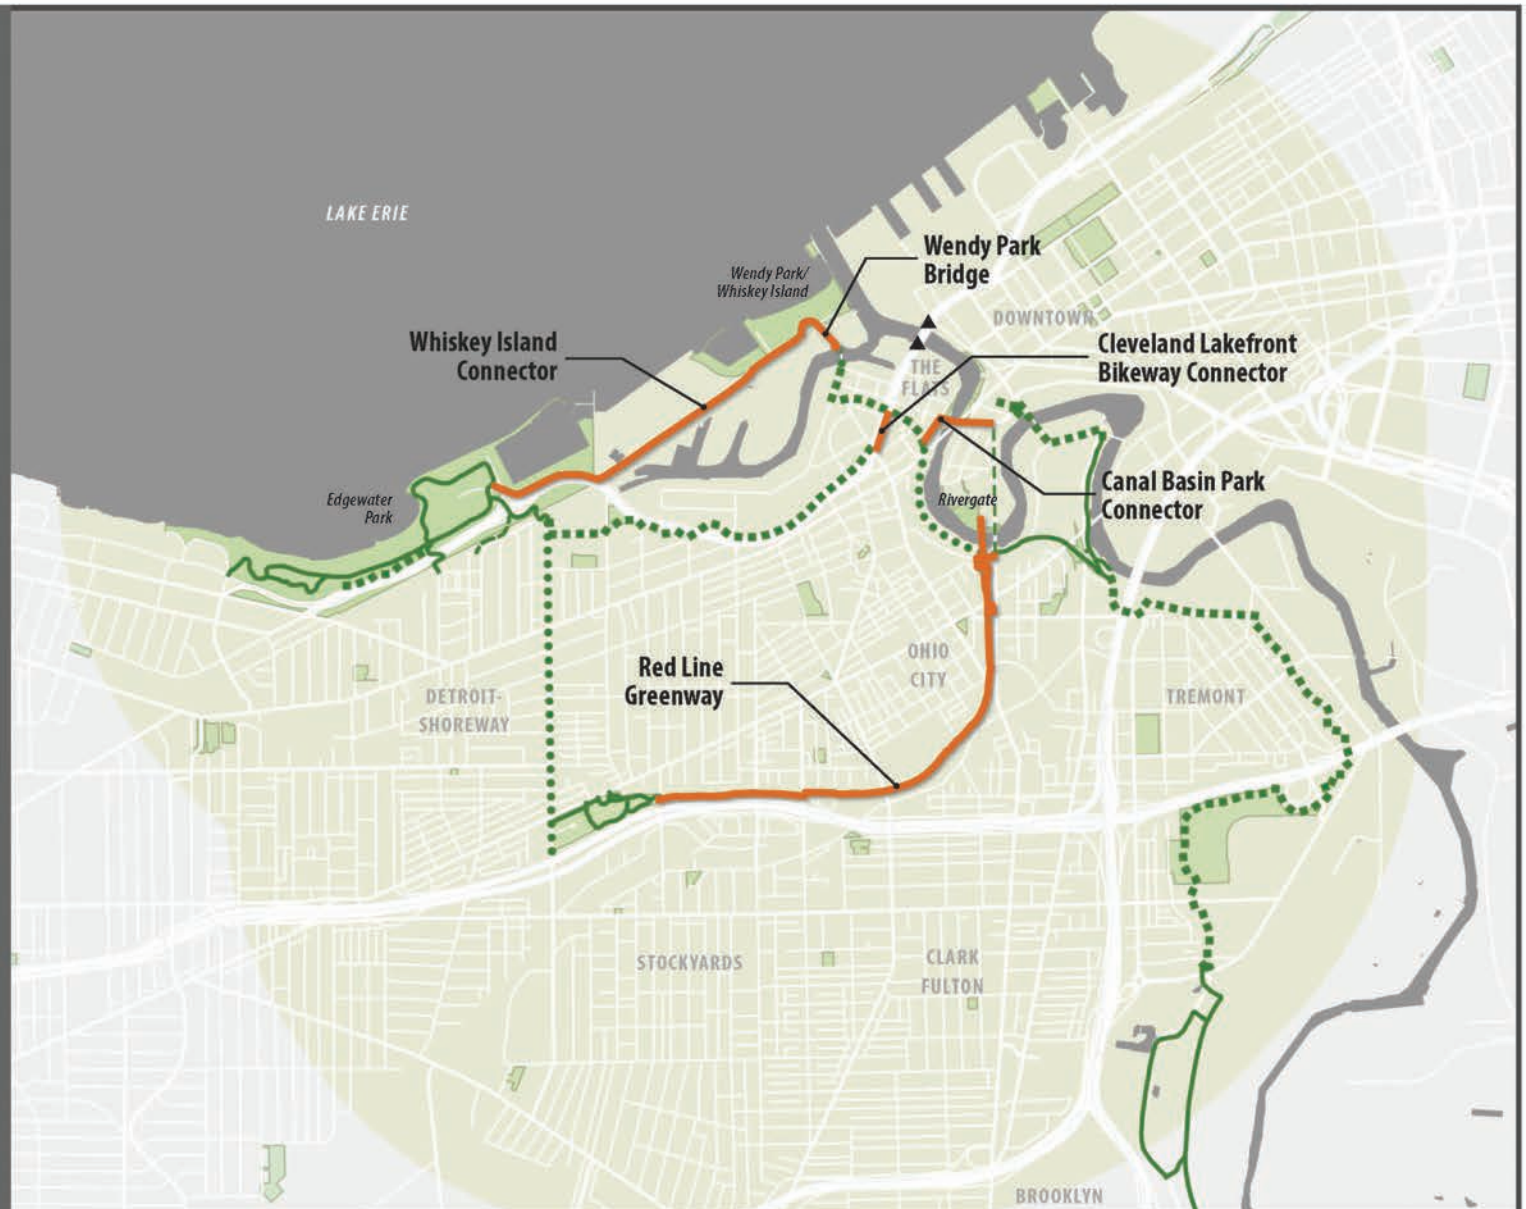 LAKE ERIE
Wendy Park
Bridge
Wendy Park/
Whiskey Island
DOWNTOWN
Whiskey Island
Connector
Cleveland Lakefront
Bikeway Connector
THE
FLATS
Canal Basin Park
Connector
Edgewater
Park
Rivergate
Red Line
Greenway
OHIO
CITY
DETROIT-
SHOREWAY
TREMONT
STOCKYARDS
CLARK
FULTON
BROOKLYN